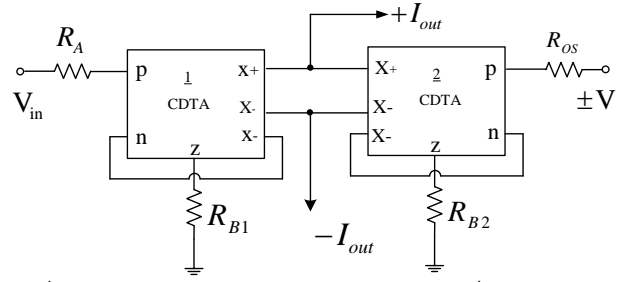 +I_out
R_A
R_OS
p
1
CDTA
x+
X+
2
CDTA
p
V_in
X-
X-
±V
n
x-
X-
n
z
z
R_B1
R_B2
-I_out